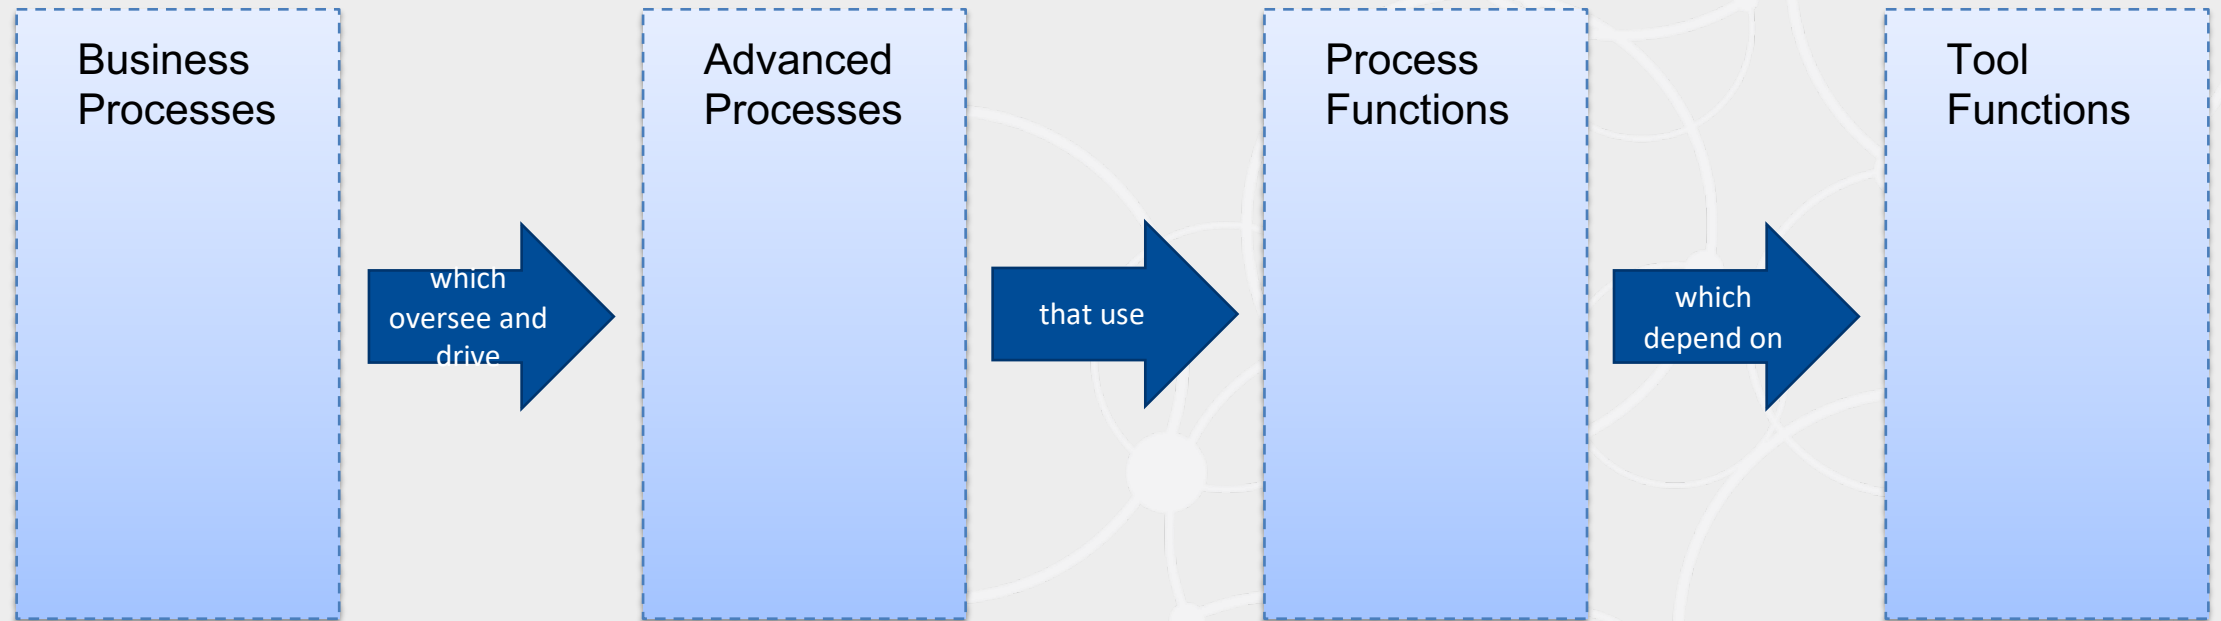 Business
Processes
which
oversee and
drive
Advanced
Processes
that use
Process
Functions
which
depend on
Tool
Functions